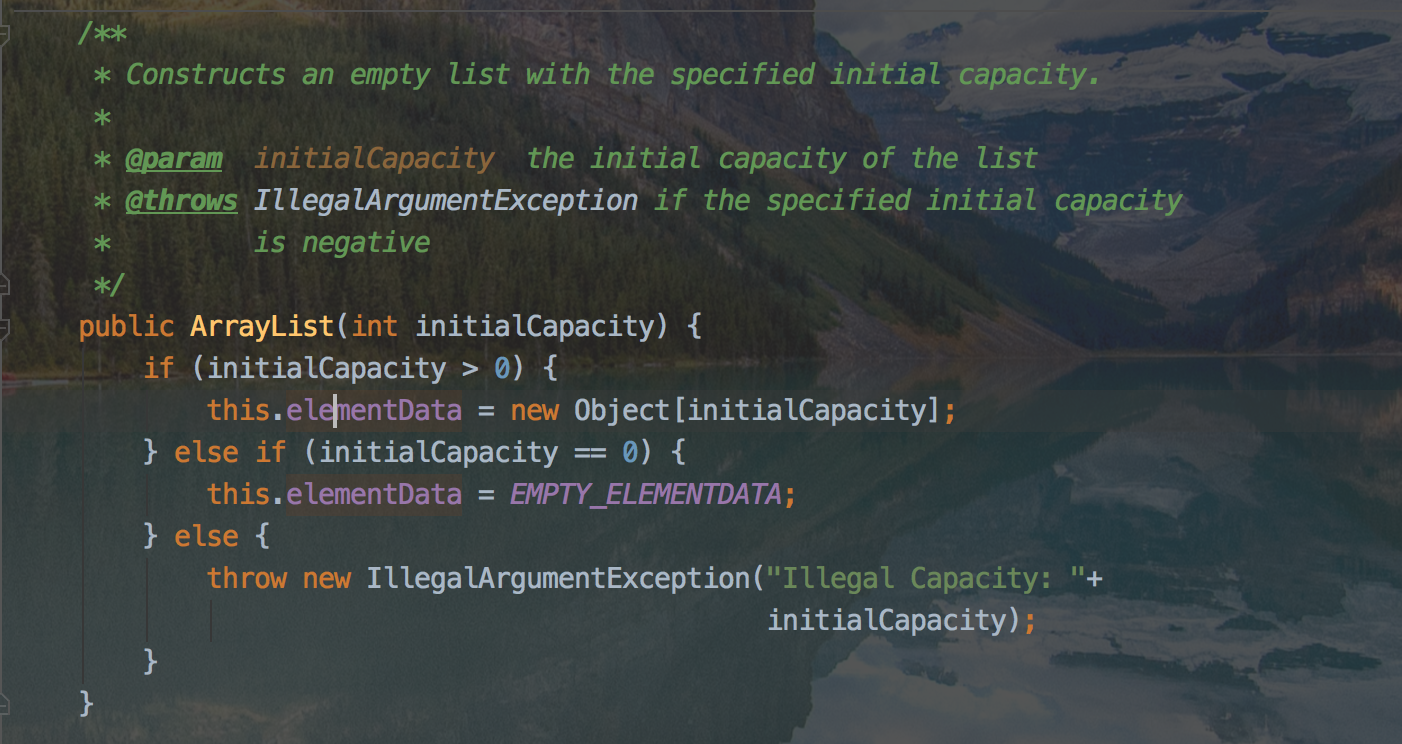 /**
 * Constructs an empty list with the specified initial capacity.
 *
 * @param  initialCapacity  the initial capacity of the list
 * @throws IllegalArgumentException if the specified initial capacity
 *         is negative
 */
public ArrayList(int initialCapacity) {
    if (initialCapacity > 0) {
        this.elementData = new Object[initialCapacity];
    } else if (initialCapacity == 0) {
        this.elementData = EMPTY_ELEMENTDATA;
    } else {
        throw new IllegalArgumentException("Illegal Capacity: "+
                                           initialCapacity);
    }
}